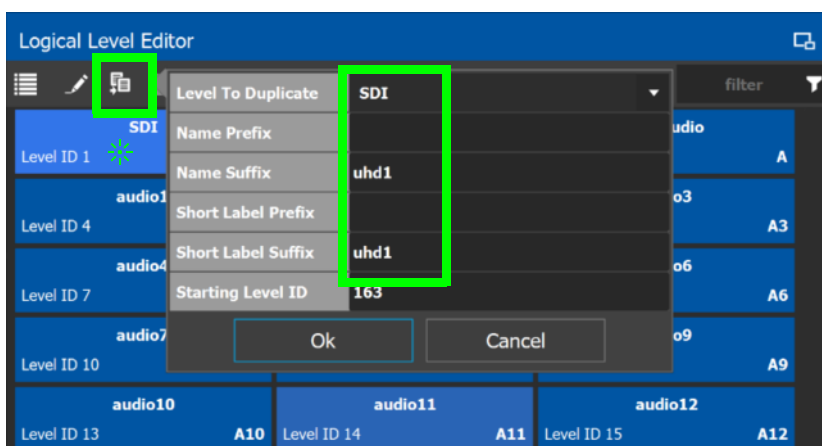 Logical Level Editor
filter
Level To Duplicate SDI
Name Prefix
Name Suffix uhd1
Short Label Prefix
Short Label Suffix uhd1
Starting Level ID 163
Ok Cancel
SDI
Level ID 1
udio
A
audio1
Level ID 4
o3
A3
audio4
Level ID 7
o6
A6
audio7
Level ID 10
o9
A9
audio10
Level ID 13 A10
audio11
Level ID 14 A11
audio12
Level ID 15 A12